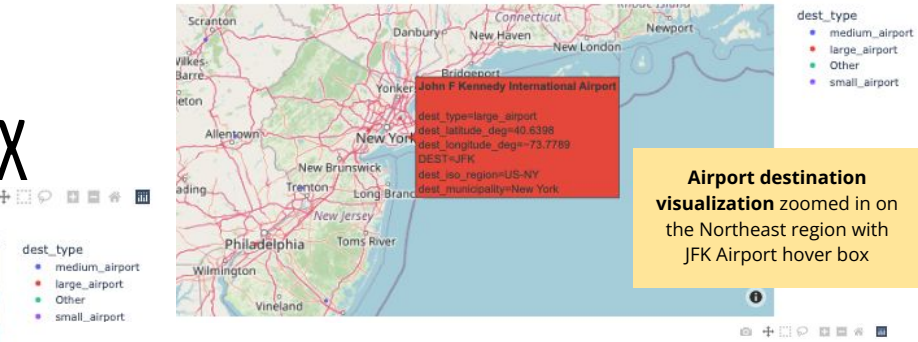 X
dest_type
medium_airport
large_airport
Other
small_airport
Scranton
Connecticut
Danbury
New Haven
New London
Newport
Wilkes-
Barre
Bridgeport
Yonker
Allentown
New York
New Brunswick
Trenton
Long Branc
New Jersey
Philadelphia
Toms River
Wilmington
Vineland
John F Kennedy International Airport
dest_type=large_airport
dest_latitude_deg=40.6398
dest_longitude_deg=−73.7789
DEST=JFK
dest_iso_region=US-NY
dest_municipality=New York
dest_type
medium_airport
large_airport
Other
small_airport
Airport destination
visualization zoomed in on
the Northeast region with
JFK Airport hover box